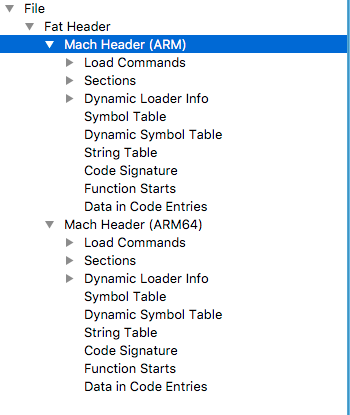 File
Fat Header
Mach Header (ARM)
Load Commands
Sections
Dynamic Loader Info
Symbol Table
Dynamic Symbol Table
String Table
Code Signature
Function Starts
Data in Code Entries
Mach Header (ARM64)
Load Commands
Sections
Dynamic Loader Info
Symbol Table
Dynamic Symbol Table
String Table
Code Signature
Function Starts
Data in Code Entries